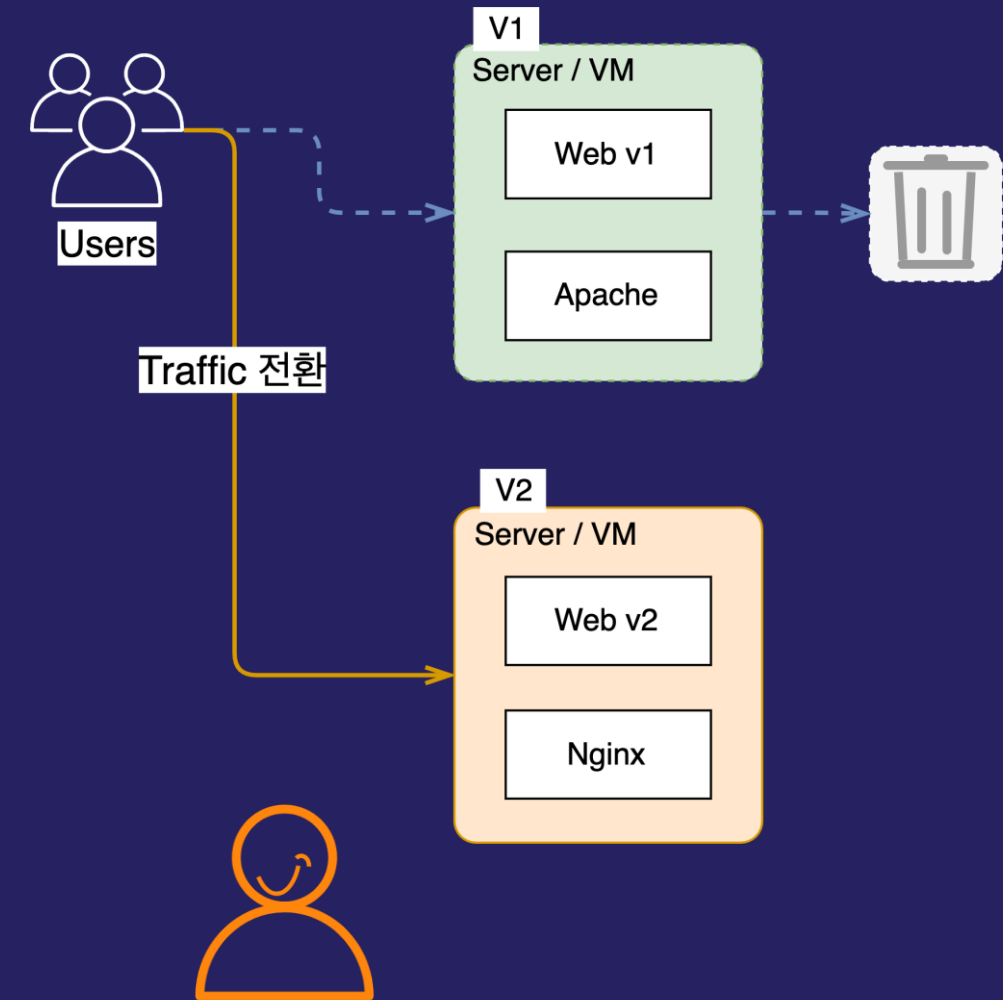 V1
Server / VM
Web v1
Apache
Users
Traffic 전환
V2
Server / VM
Web v2
Nginx